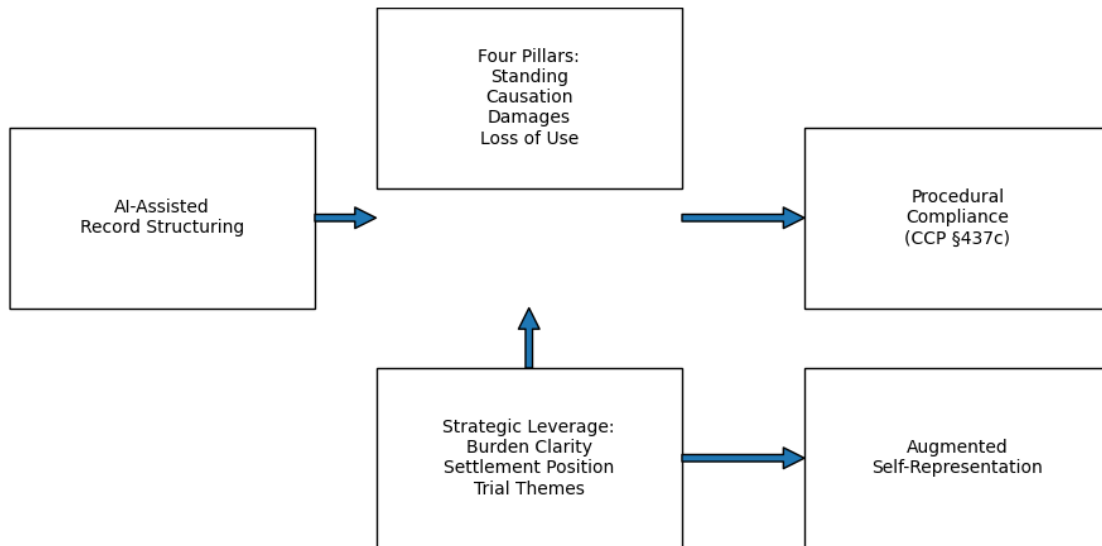 Four Pillars:
Standing
Causation
Damages
Loss of Use
AI-Assisted
Record Structuring
Procedural
Compliance
(CCP §437c)
Strategic Leverage:
Burden Clarity
Settlement Position
Trial Themes
Augmented
Self-Representation